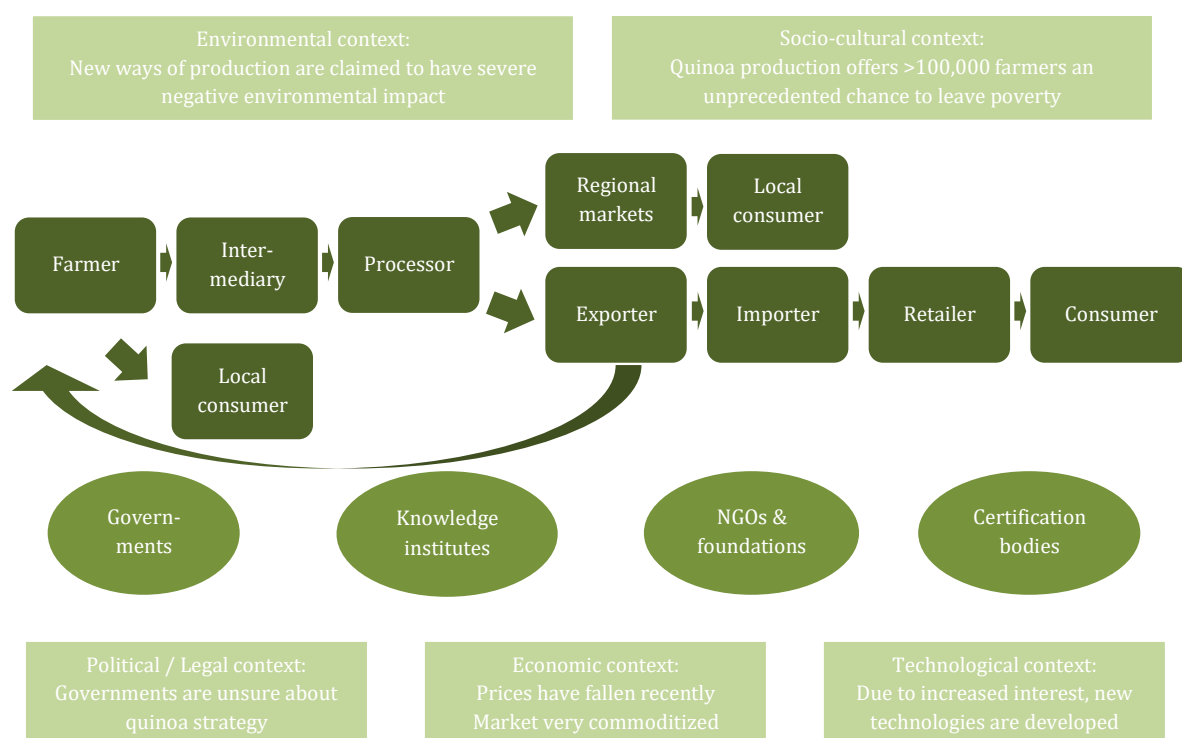 Environmental context:
New ways of production are claimed to have severe
negative environmental impact
Socio-cultural context:
Quinoa production offers >100,000 farmers an
unprecedented chance to leave poverty
Regional
markets
Local
consumer
Farmer
Inter-
mediary
Processor
Exporter
Importer
Retailer
Consumer
Local
consumer
Govern-
ments
Knowledge
institutes
NGOs &
foundations
Certification
bodies
Political / Legal context:
Governments are unsure about
quinoa strategy
Economic context:
Prices have fallen recently
Market very commoditized
Technological context:
Due to increased interest, new
technologies are developed